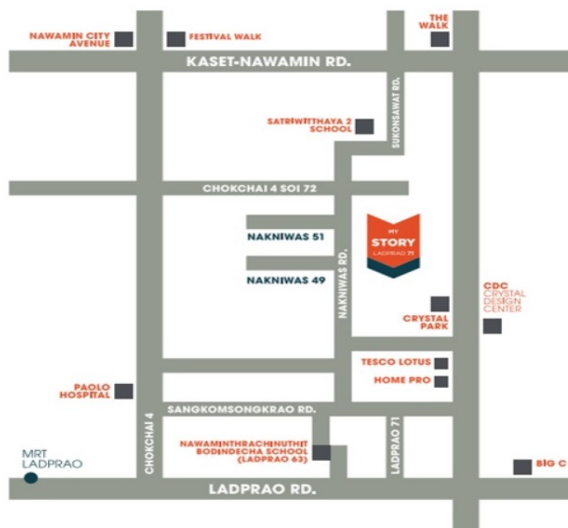 NAWAMIN CITY
AVENUE
FESTIVAL WALK
THE
WALK
KASET-NAWAMIN RD.
SUKONSAWAT RD.
SATRIWITTHAYA 2
SCHOOL
CHOKCHAI 4 SOI 72
NAKNIWAS 51
NAKNIWAS RD.
MY
STORY
LADPRAO 71
NAKNIWAS 49
CDC
CRYSTAL
DESIGN
CENTER
CRYSTAL
PARK
TESCO LOTUS
HOME PRO
PAOLO
HOSPITAL
SANGKOMSONGKRAO RD.
CHOKCHAI 4
NAWAMINTHRACHINUTHIT
BODINDECHA SCHOOL
(LADPRAO 63)
LADPRAO 71
MRT
LADPRAO
BIG C
LADPRAO RD.